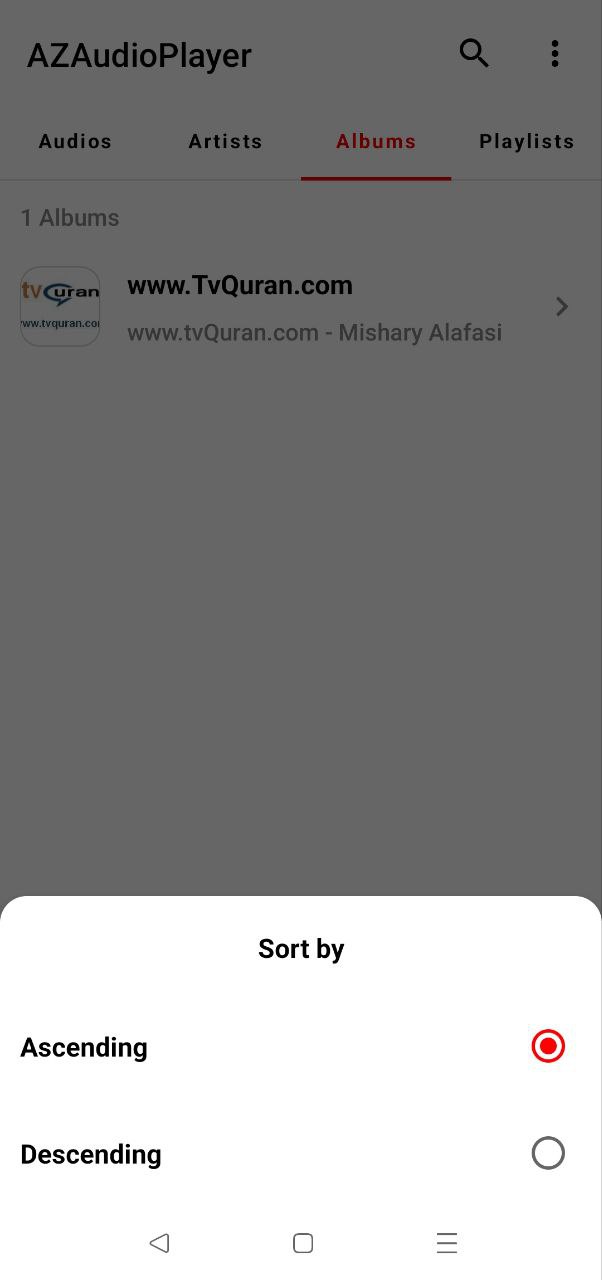 AZAudioPlayer
Audios Artists Albums Playlists
1 Albums
www.TvQuran.com
www.tvQuran.com - Mishary Alafasi
tvQuran
ww.tvquran.co
Sort by
Ascending
Descending